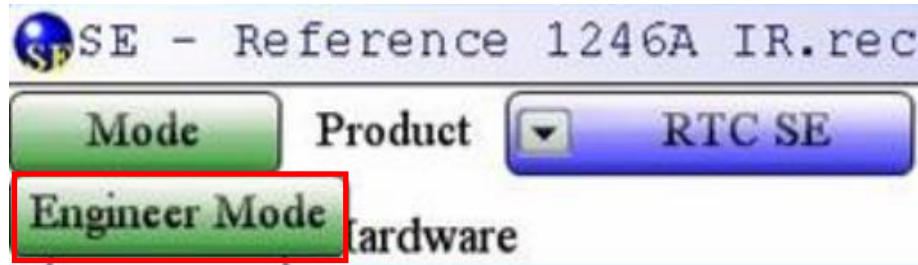 SE - Reference 1246A IR.rec
Mode Product RTC SE
Engineer Mode ardware